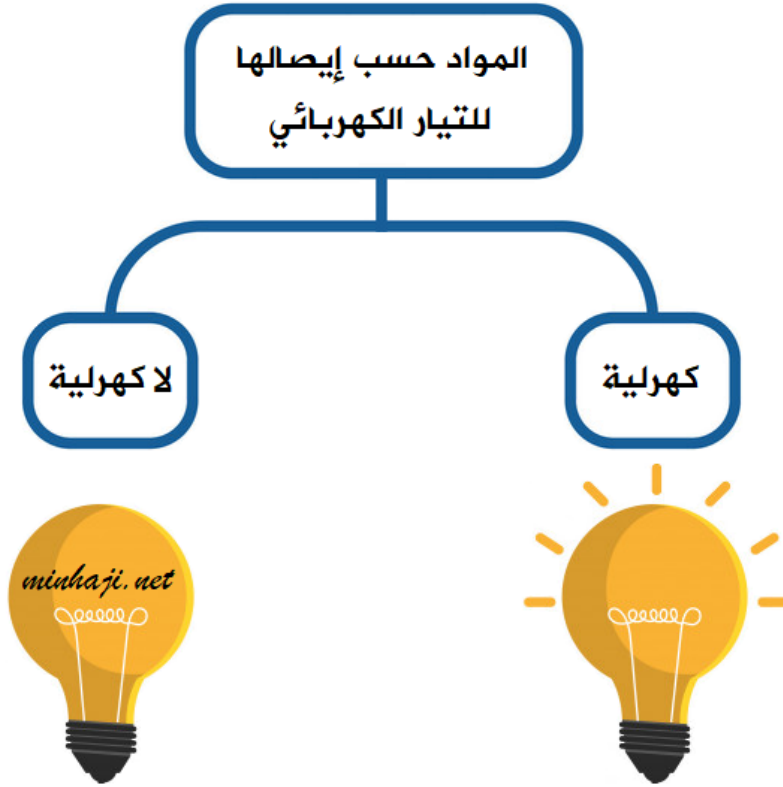 المواد حسب إيصالها
للتيار الكهربائي
كهرلية
لا كهرلية
minhaji.net